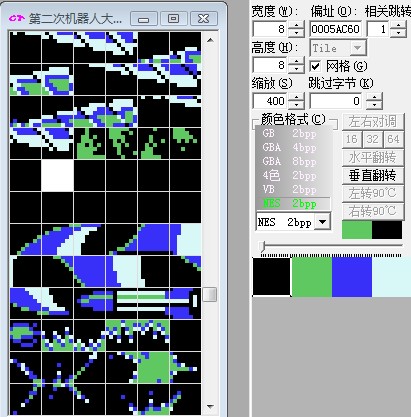 第二次机器人大...
宽度(W): 偏址(O): 相关跳转
8 0005AC60 1
高度(H): Tile
8 网格(G)
缩放(S) 跳过字节(K)
400 0
颜色格式(C) 左右对调
GB 2bpp
GBA 4bpp 16 32 64
GBA 8bpp 水平翻转
4色 2bpp 垂直翻转
VB 2bpp 左转90℃
NES 2bpp 右转90℃
NES 2bpp